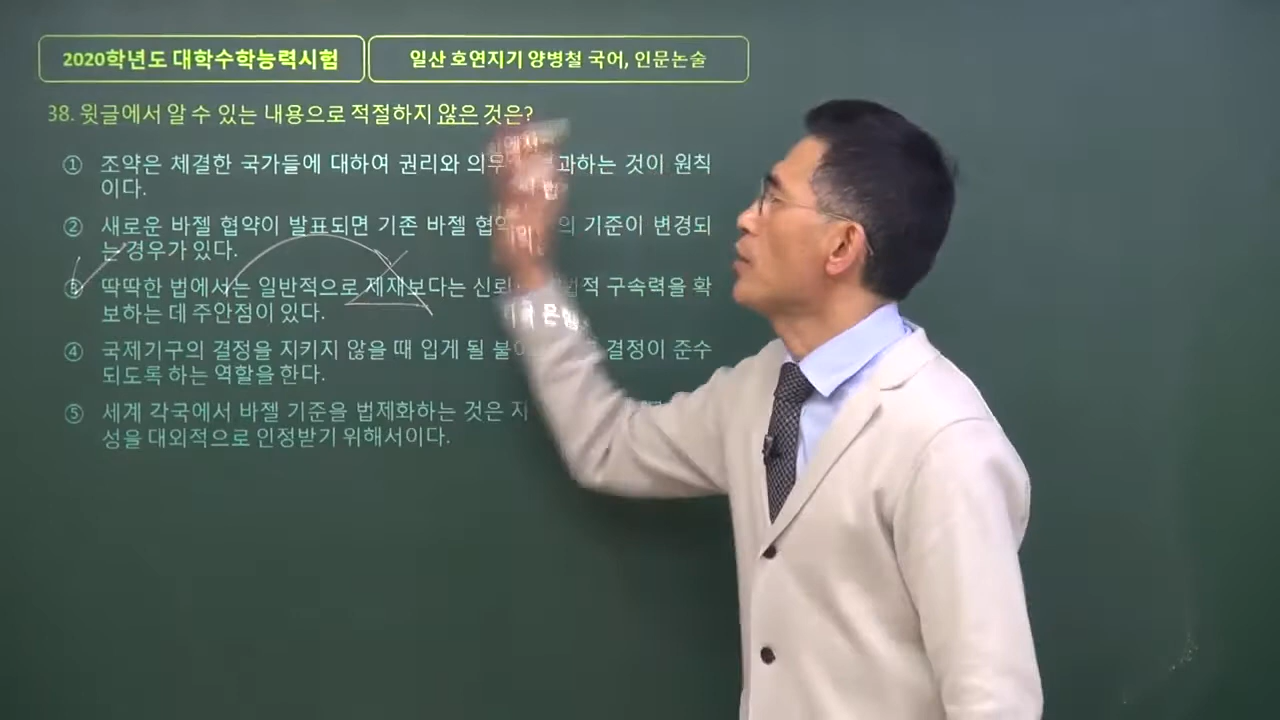 2020학년도 대학수학능력시험
일산 호연지기 양병철 국어, 인문논술
38. 윗글에서 알 수 있는 내용으로 적절하지 않은 것은?
① 조약은 체결한 국가들에 대하여 권리와 의무 과하는 것이 원칙
이다.
② 새로운 바젤 협약이 발표되면 기존 바젤 협약 의 기준이 변경되
는 경우가 있다.
③ 딱딱한 법에서는 일반적으로 제재보다는 신뢰 법적 구속력을 확
보하는 데 주안점이 있다.
④ 국제기구의 결정을 지키지 않을 때 입게 될 결정이 준수
되도록 하는 역할을 한다.
⑤ 세계 각국에서 바젤 기준을 법제화하는 것은 자
성을 대외적으로 인정받기 위해서이다.